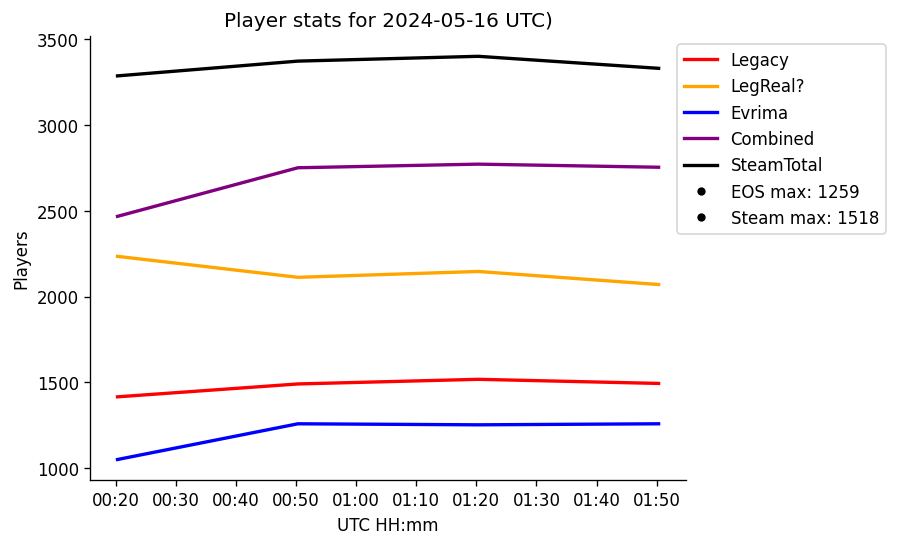 Player stats for 2024-05-16 UTC)
3500
3000
2500
2000
1500
1000
Players
00:20 00:30 00:40 00:50 01:00 01:10 01:20 01:30 01:40 01:50
UTC HH:mm
Legacy
LegReal?
Evrima
Combined
SteamTotal
EOS max: 1259
Steam max: 1518